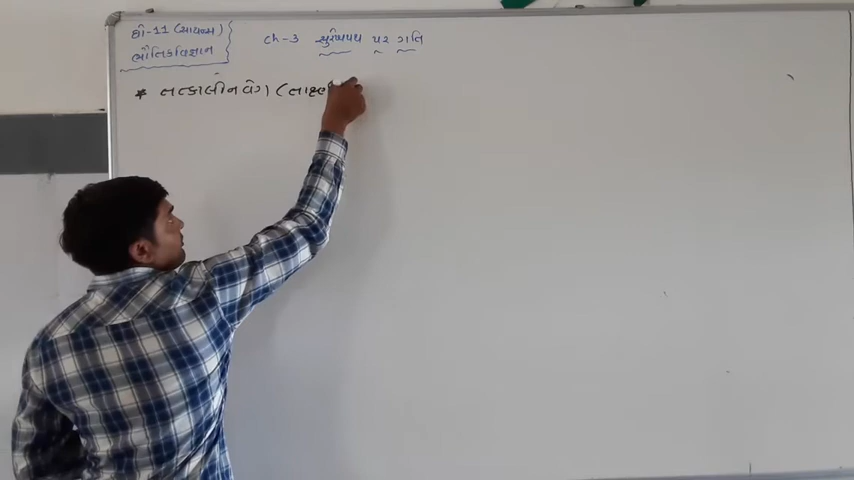 ધો-11 (સાયન્સ)
ભૌતિકવિજ્ઞાન
ch-3 સુરેખપથ પર ગતિ
* તત્કાલીન વેગ (તાત્ક્ષ